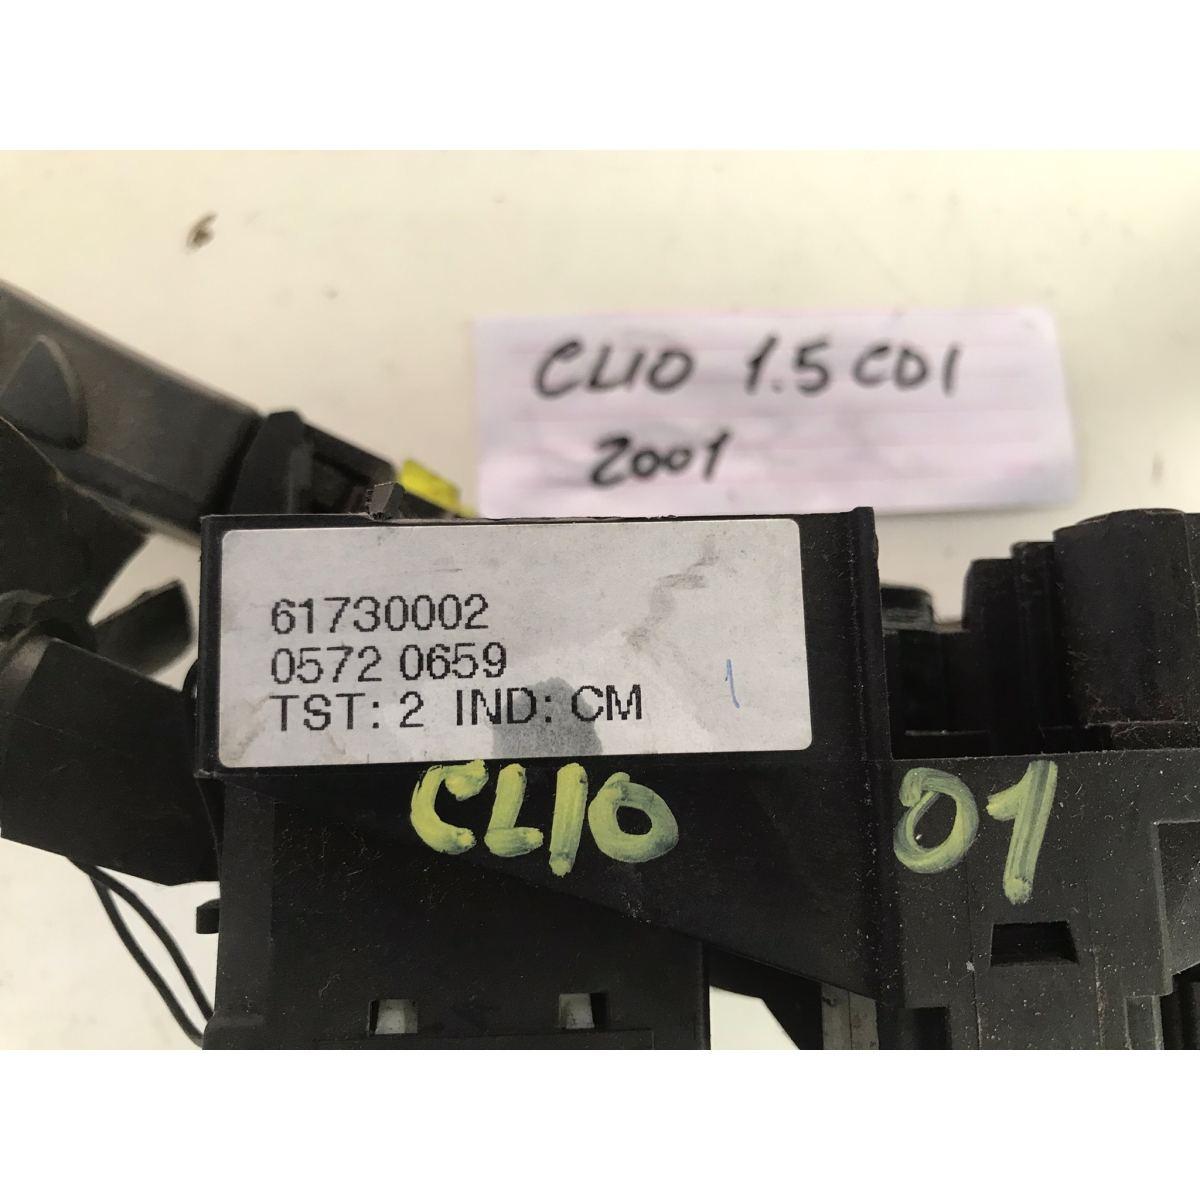 CLIO 1.5 CDI
2001
61730002
0572 0659
TST: 2 IND: CM
1
CLIO 01